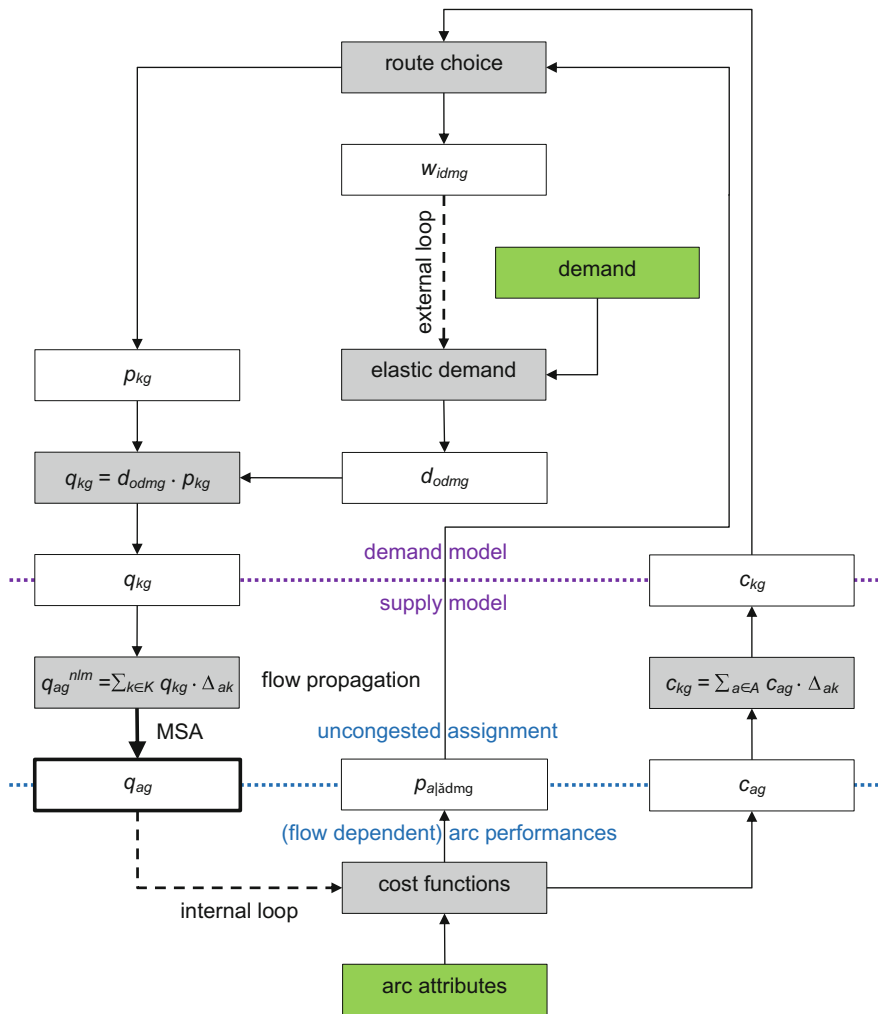 route choice
w_idmg
external loop
demand
p_kg
elastic demand
q_kg = d_odmg · p_kg
d_odmg
demand model
q_kg
c_kg
supply model
q_ag^nlm =∑_k∈K q_kg · Δ_ak
flow propagation
c_kg = ∑_a∈A c_ag · Δ_ak
MSA
uncongested assignment
q_ag
p_a|ădmg
c_ag
(flow dependent) arc performances
cost functions
internal loop
arc attributes